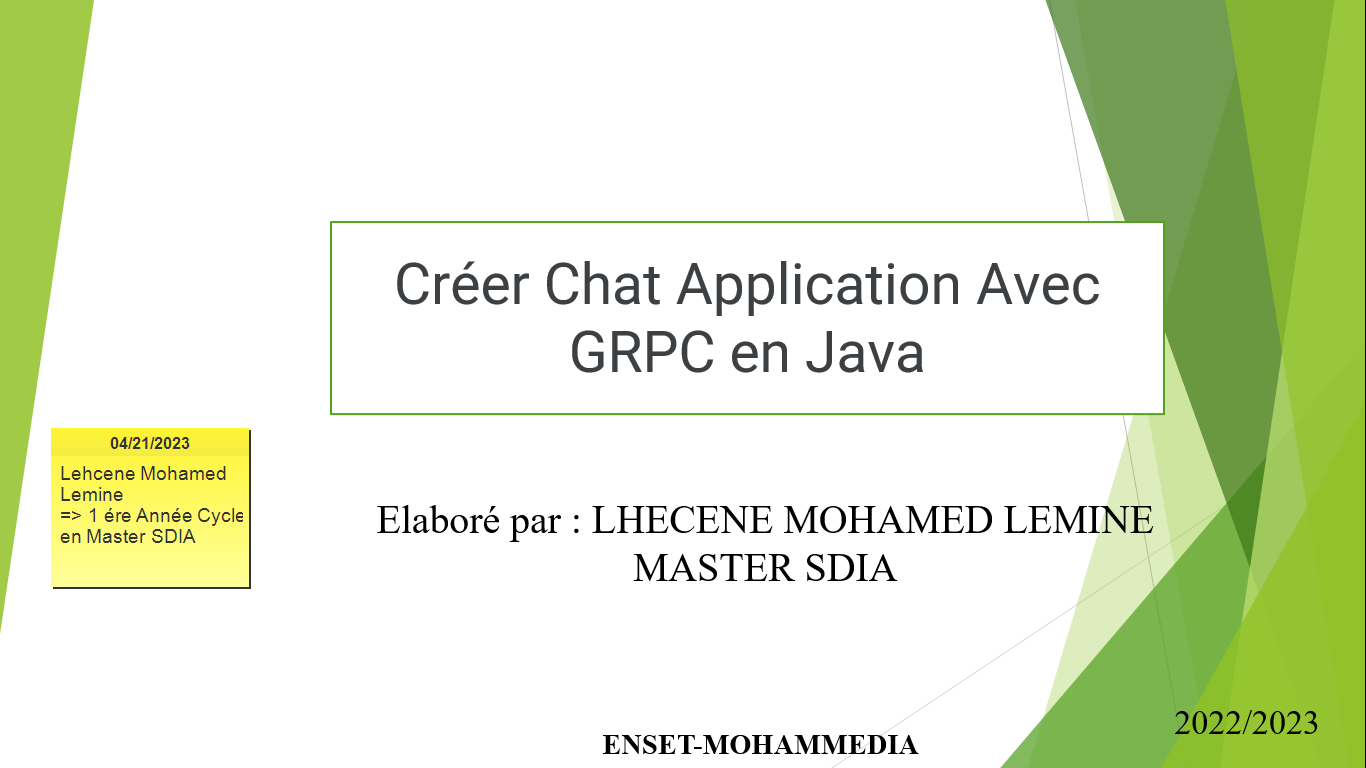 Créer Chat Application Avec
GRPC en Java
04/21/2023
Lehcene Mohamed
Lemine
=> 1 ére Année Cycle
en Master SDIA
Elaboré par : LHECENE MOHAMED LEMINE
MASTER SDIA
2022/2023
ENSET-MOHAMMEDIA